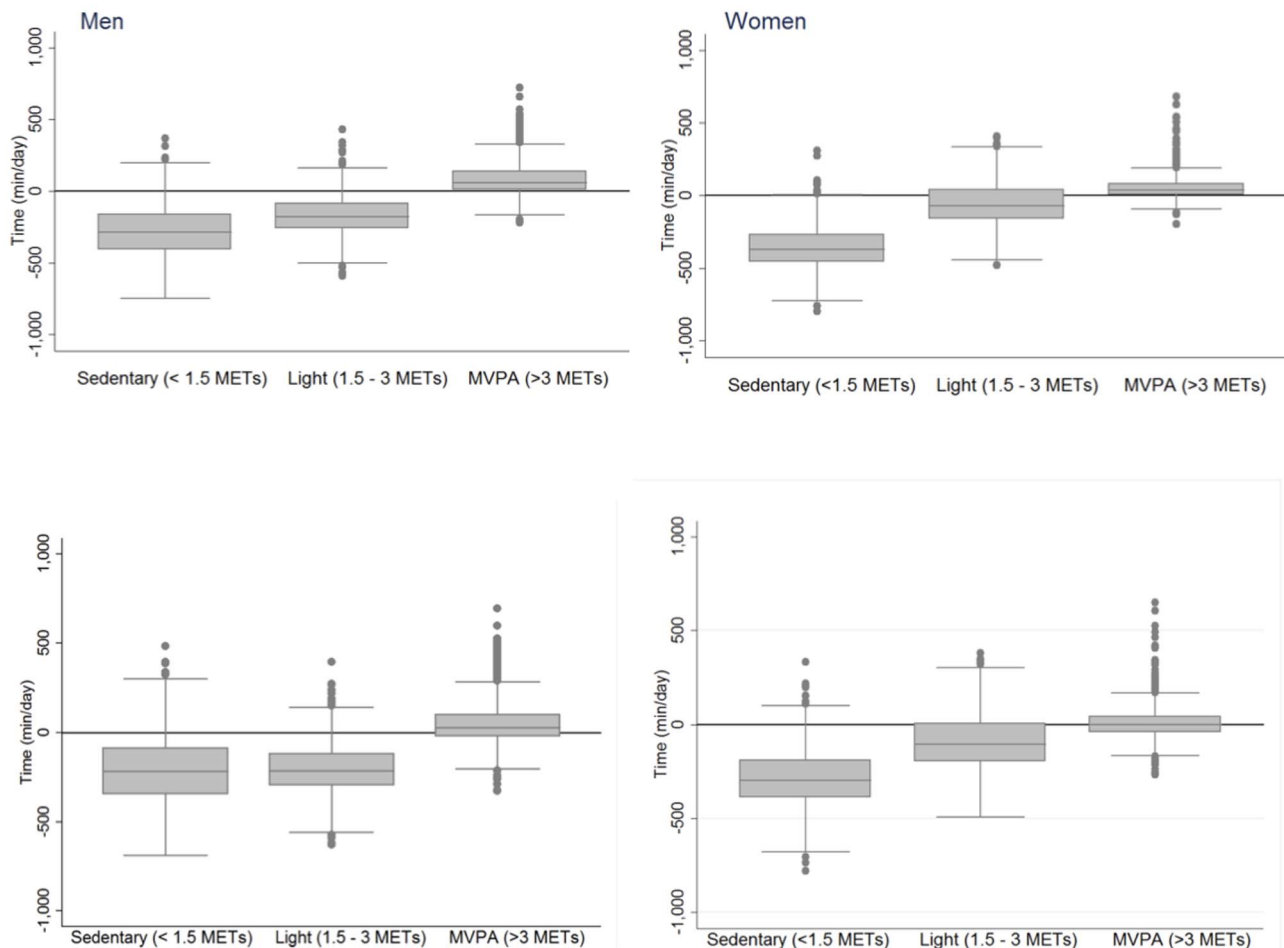 Men
Time (min/day)
1,000
500
0
-500
-1,000
Sedentary (< 1.5 METs) Light (1.5 - 3 METs) MVPA (>3 METs)
Women
Time (min/day)
1,000
500
0
-500
-1,000
Sedentary (<1.5 METs) Light (1.5 - 3 METs) MVPA (>3 METs)
Time (min/day)
1,000
500
0
-500
-1,000
Sedentary (< 1.5 METs) Light (1.5 - 3 METs) MVPA (>3 METs)
Time (min/day)
1,000
500
0
-500
-1,000
Sedentary (<1.5 METs) Light (1.5 - 3 METs) MVPA (>3 METs)